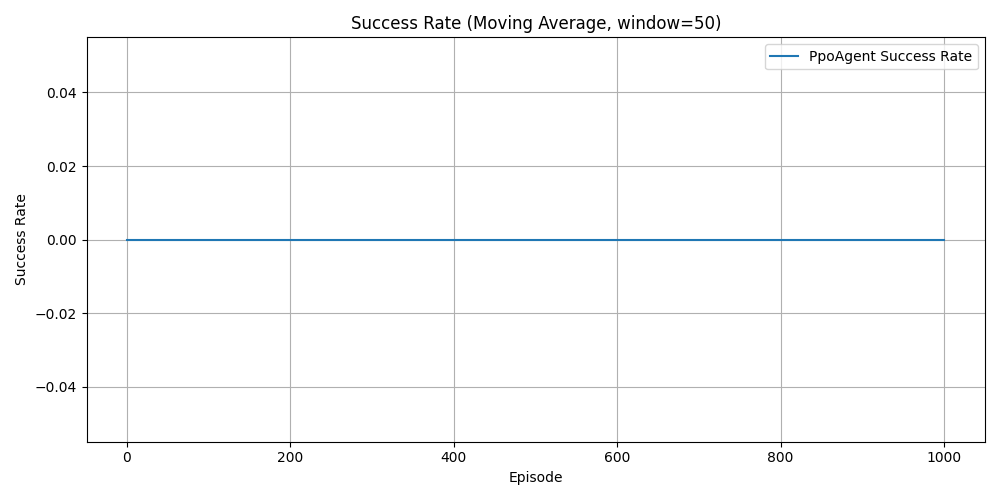 Success Rate (Moving Average, window=50)
PpoAgent Success Rate
Success Rate
0.04
0.02
0.00
−0.02
−0.04
0 200 400 600 800 1000
Episode